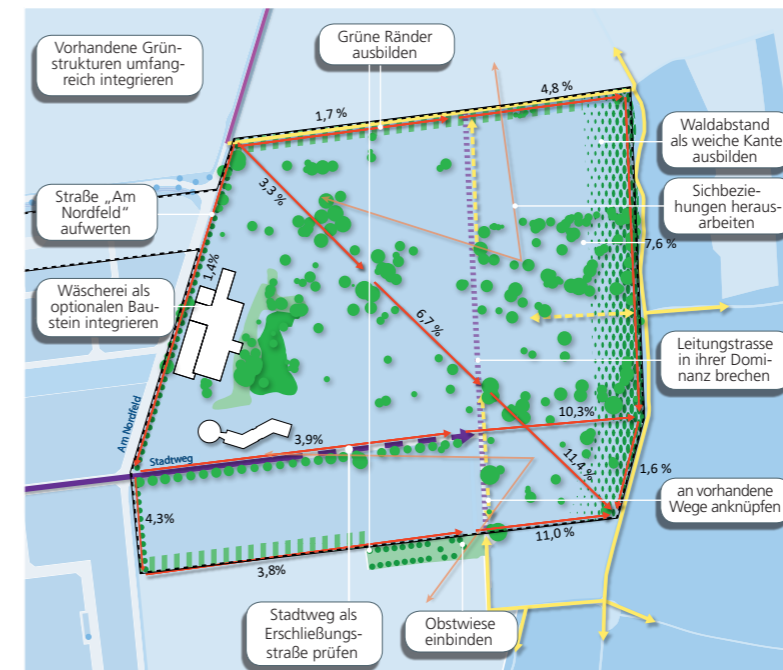 Vorhandene Grün-
strukturen umfang-
reich integrieren
Grüne Ränder
ausbilden
1,7 %
4,8 %
Waldabstand
als weiche Kante
ausbilden
Straße „Am
Nordfeld“
aufwerten
3,3 %
Sichbezie-
hungen heraus-
arbeiten
7,6 %
1,4%
Wäscherei als
optionalen Bau-
stein integrieren
6,7 %
Leitungstrasse
in ihrer Domi-
nanz brechen
Am Nordfeld
10,3%
3,9%
Stadtweg
11,4 %
1,6 %
an vorhandene
Wege anknüpfen
4,3%
11,0 %
3,8%
Stadtweg als
Erschließungs-
straße prüfen
Obstwiese
einbinden